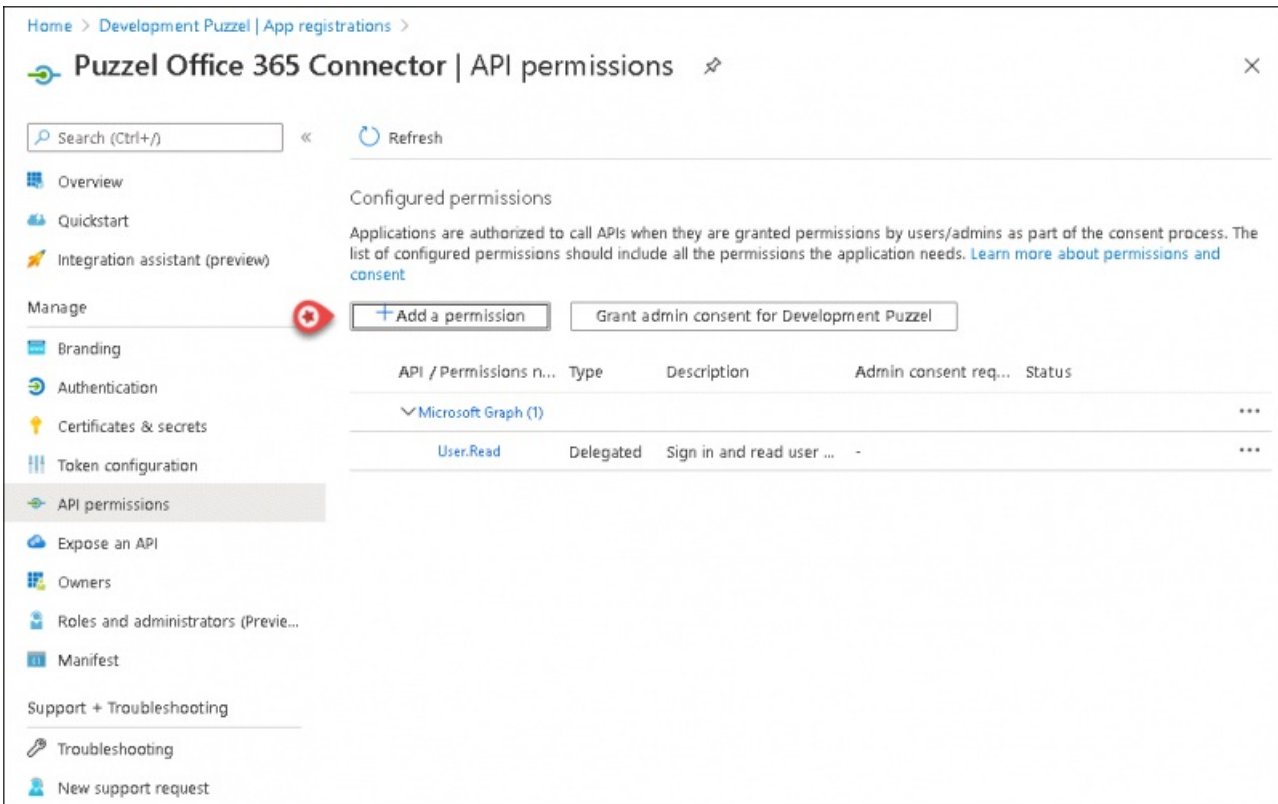 Home > Development Puzzel | App registrations >
Puzzel Office 365 Connector | API permissions
Search (Ctrl+/)
«
Refresh
Overview
Quickstart
Integration assistant (preview)
Manage
Branding
Authentication
Certificates & secrets
Token configuration
API permissions
Expose an API
Owners
Roles and administrators (Previe...
Manifest
Support + Troubleshooting
Troubleshooting
New support request
Configured permissions
Applications are authorized to call APIs when they are granted permissions by users/admins as part of the consent process. The
list of configured permissions should include all the permissions the application needs. Learn more about permissions and
consent
+ Add a permission
Grant admin consent for Development Puzzel
API / Permissions n... Type Description Admin consent req... Status
Microsoft Graph (1) ...
User.Read Delegated Sign in and read user ... - ...